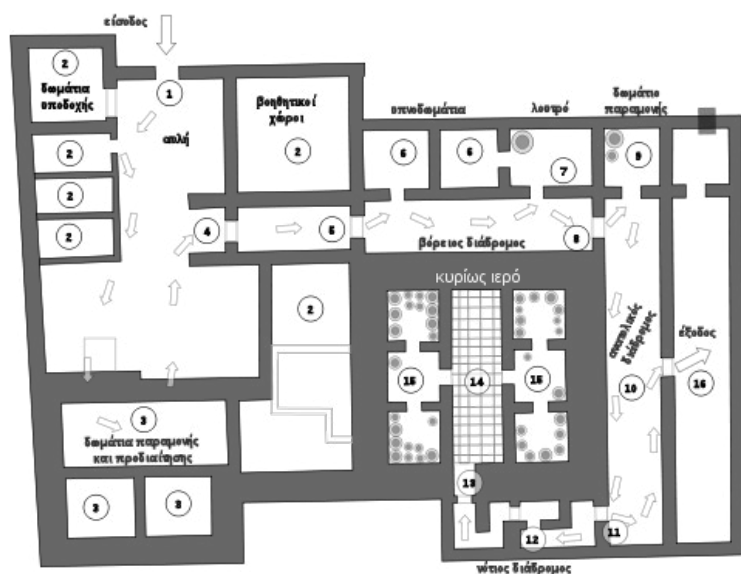 είσοδος
2
δωμάτια
υποδοχής
1
βοηθητικοί
χώροι
2
υπνοδωμάτια
λουτρό
δωμάτιο
παραμονής
αυλή
2
6
6
7
9
2
2
4
5
8
βόρειος διάδρομος
κυρίως ιερό
2
ανατολικός
διάδρομος
έξοδος
15
14
15
10
16
3
δωμάτια παραμονής
και προδιαίτησης
3
3
13
12
11
νότιος διάδρομος